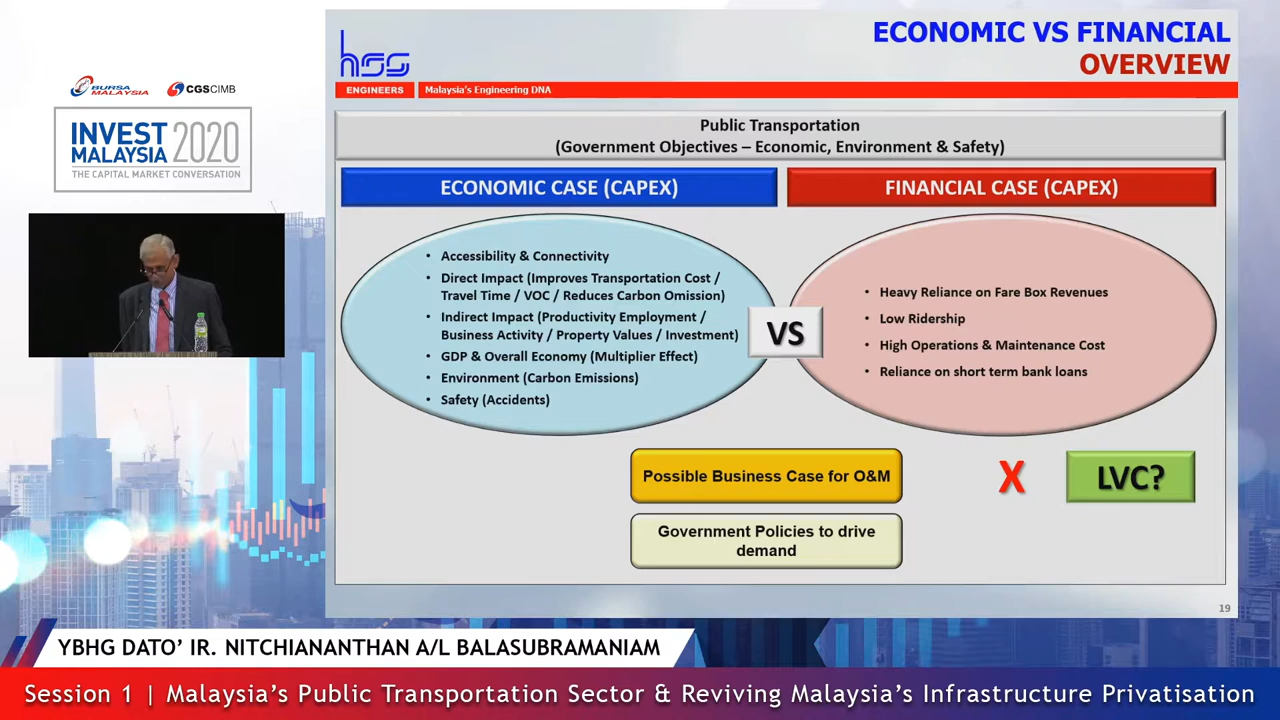 BURSA
MALAYSIA
CGS CIMB
INVEST 2020
MALAYSIA
THE CAPITAL MARKET CONVERSATION
hss
ENGINEERS
Malaysia's Engineering DNA
ECONOMIC VS FINANCIAL
OVERVIEW
Public Transportation
(Government Objectives – Economic, Environment & Safety)
ECONOMIC CASE (CAPEX)
• Accessibility & Connectivity
• Direct Impact (Improves Transportation Cost /
Travel Time / VOC / Reduces Carbon Omission)
• Indirect Impact (Productivity Employment /
Business Activity / Property Values / Investment)
• GDP & Overall Economy (Multiplier Effect)
• Environment (Carbon Emissions)
• Safety (Accidents)
VS
FINANCIAL CASE (CAPEX)
• Heavy Reliance on Fare Box Revenues
• Low Ridership
• High Operations & Maintenance Cost
• Reliance on short term bank loans
Possible Business Case for O&M
X
LVC?
Government Policies to drive
demand
19
YBHG DATO’ IR. NITCHIANANTHAN A/L BALASUBRAMANIAM
Session 1 | Malaysia’s Public Transportation Sector & Reviving Malaysia’s Infrastructure Privatisation